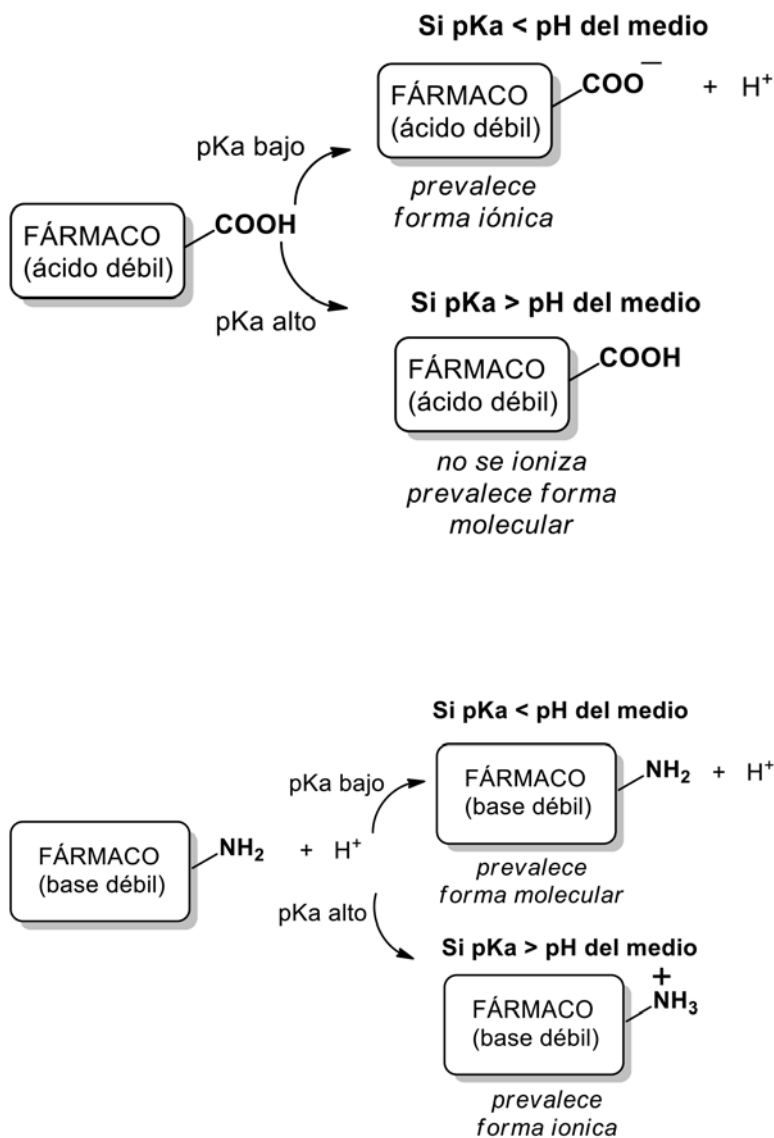 Si pKa < pH del medio
FÁRMACO
(ácido débil)
COO⁻ + H⁺
prevalece
forma iónica
pKa bajo
FÁRMACO
(ácido débil)
COOH
pKa alto
Si pKa > pH del medio
FÁRMACO
(ácido débil)
COOH
no se ioniza
prevalece forma
molecular
Si pKa < pH del medio
FÁRMACO
(base débil)
NH₂ + H⁺
prevalece
forma molecular
pKa bajo
FÁRMACO
(base débil)
NH₂ + H⁺
pKa alto
Si pKa > pH del medio
FÁRMACO
(base débil)
+
NH₃
prevalece
forma ionica